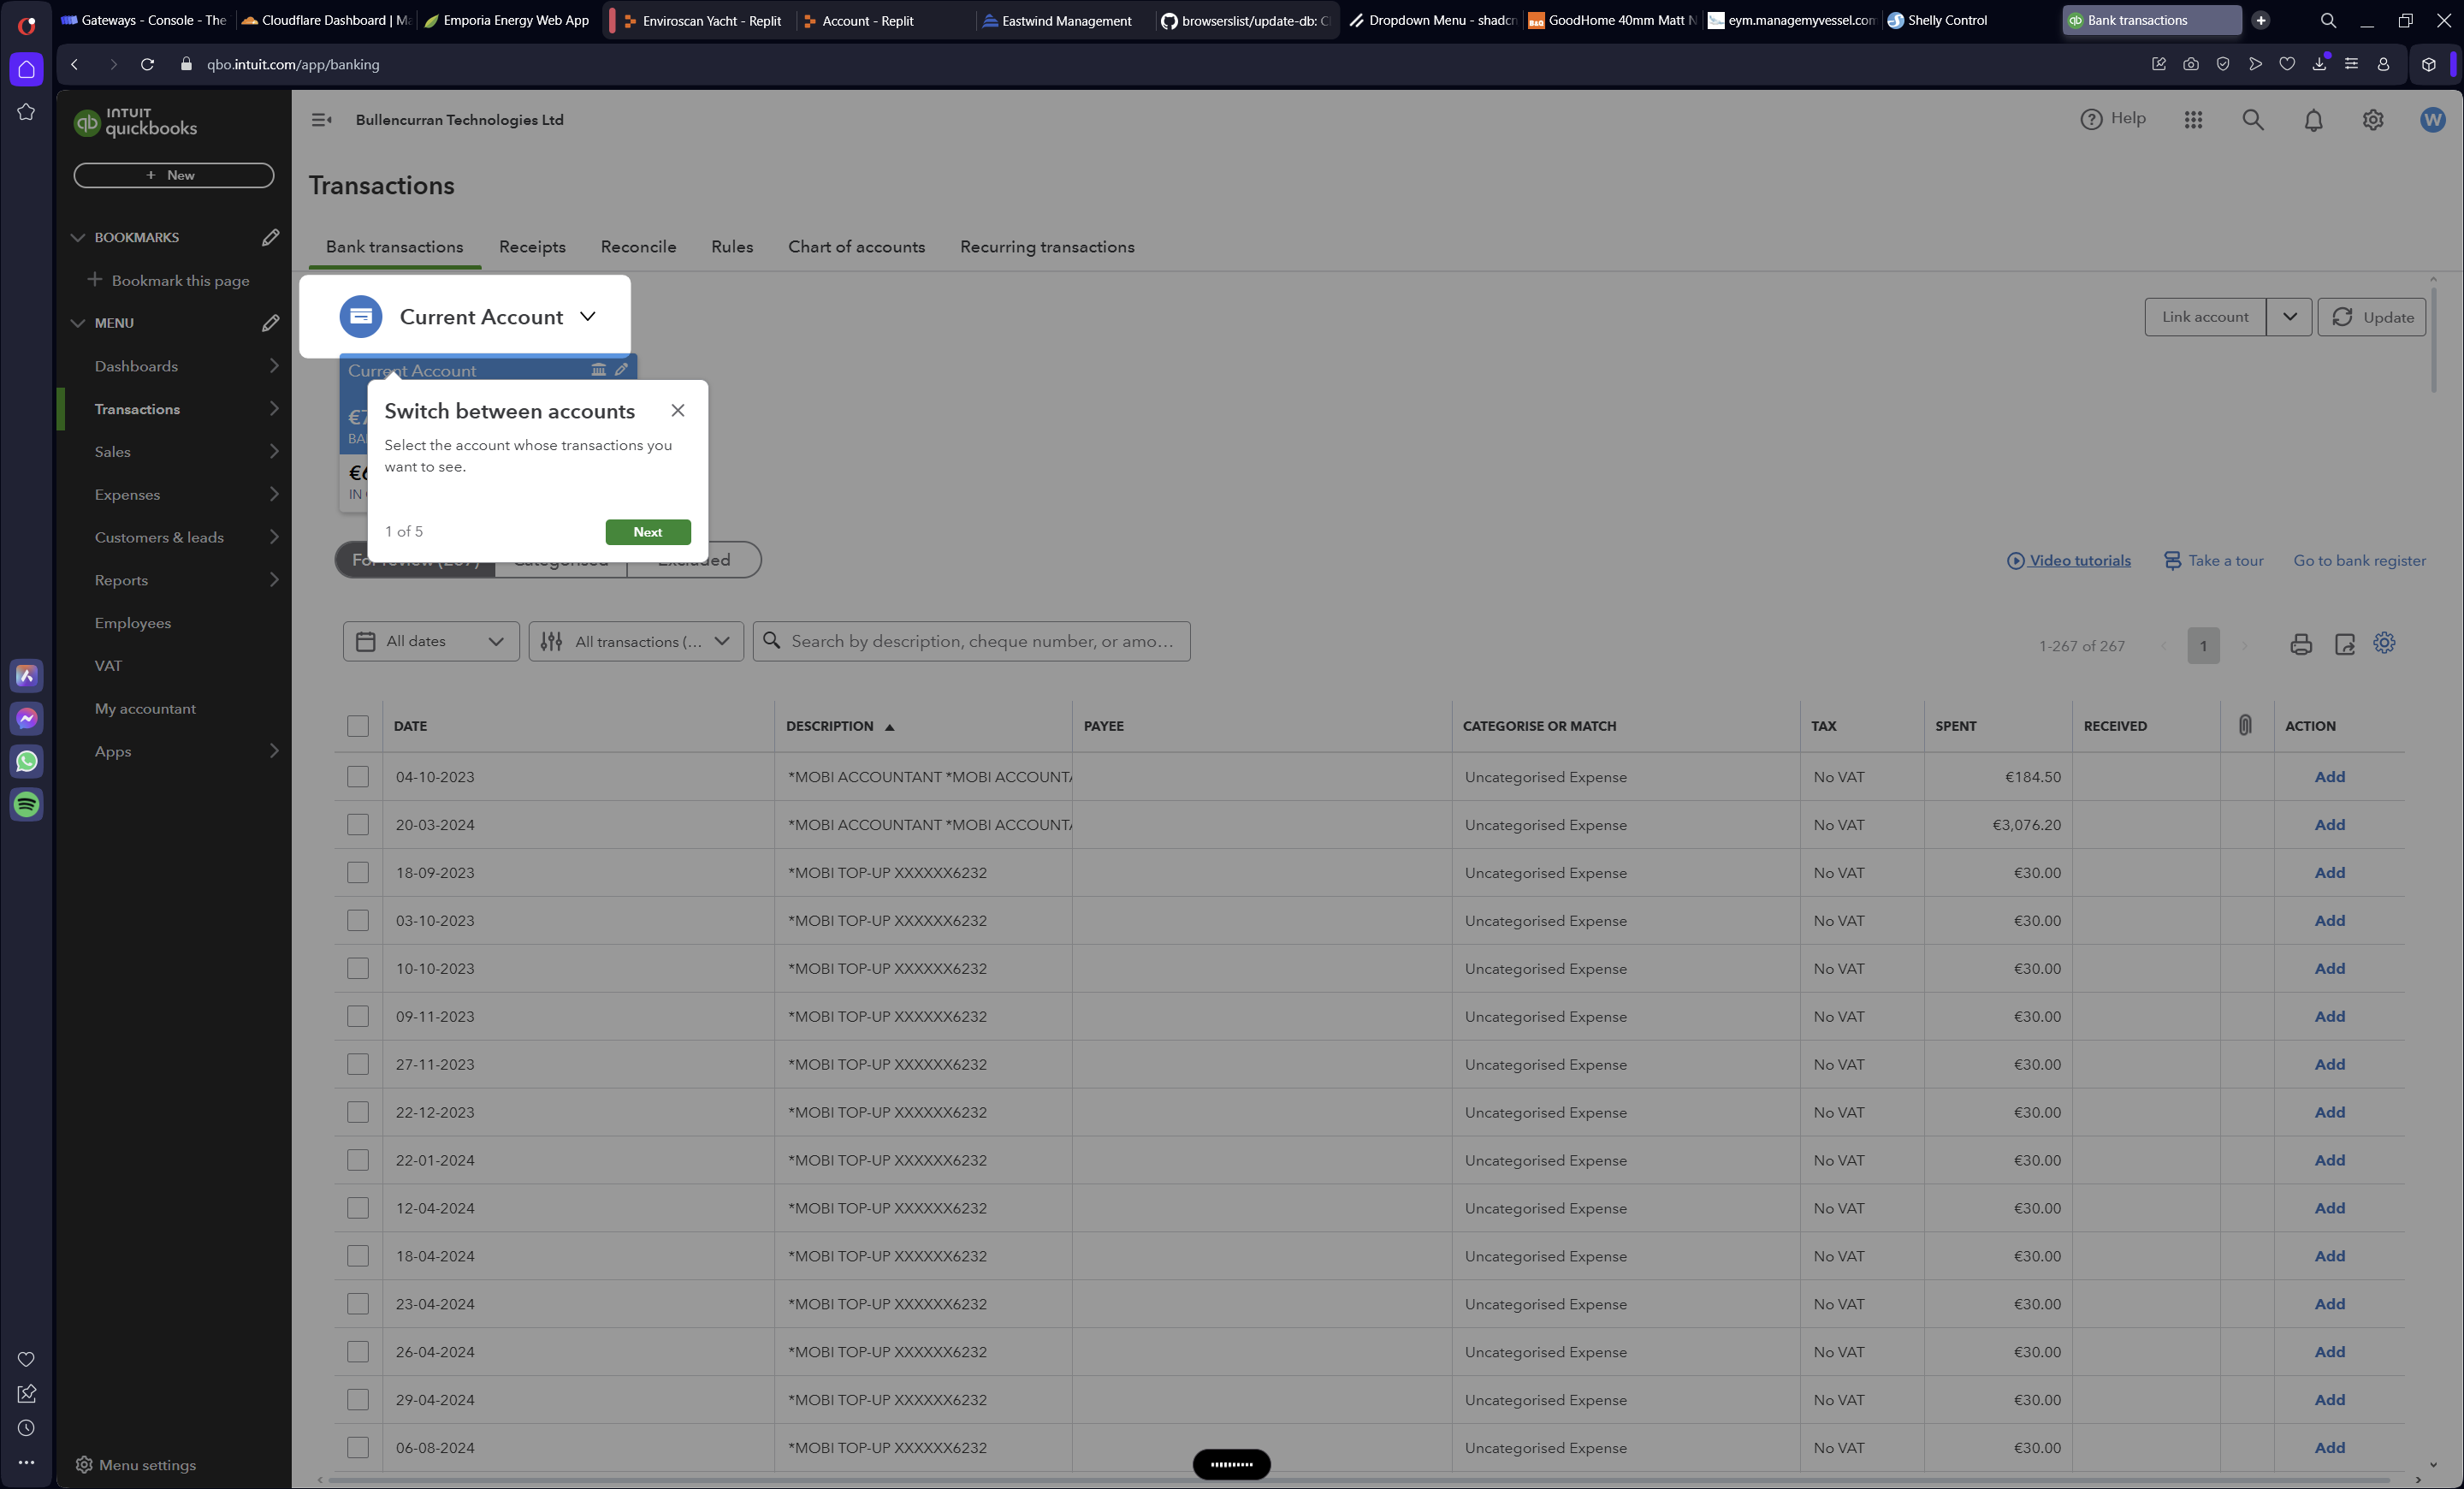 Gateways - Console - The
Cloudflare Dashboard | Ma
Emporia Energy Web App
Enviroscan Yacht - Replit
Account - Replit
Eastwind Management
browserslist/update-db: C
Dropdown Menu - shadcn
GoodHome 40mm Matt N
eym.managemyvessel.com
Shelly Control
Bank transactions
qbo.intuit.com/app/banking
INTUIT
quickbooks
Bullencurran Technologies Ltd
Help
W
+ New
Transactions
BOOKMARKS
Bank transactions
Receipts
Reconcile
Rules
Chart of accounts
Recurring transactions
+ Bookmark this page
MENU
Current Account
Link account
Update
Dashboards
Current Account
Transactions
Switch between accounts
Select the account whose transactions you
want to see.
1 of 5
Next
Sales
Expenses
Customers & leads
Reports
Employees
VAT
My accountant
Apps
For review (267)
Categorised
Excluded
Video tutorials
Take a tour
Go to bank register
All dates
All transactions (...
Search by description, cheque number, or amo...
1-267 of 267
1
DATE DESCRIPTION PAYEE CATEGORISE OR MATCH TAX SPENT RECEIVED ACTION
04-10-2023 *MOBI ACCOUNTANT *MOBI ACCOUNTA Uncategorised Expense No VAT €184.50 Add
20-03-2024 *MOBI ACCOUNTANT *MOBI ACCOUNTA Uncategorised Expense No VAT €3,076.20 Add
18-09-2023 *MOBI TOP-UP XXXXXX6232 Uncategorised Expense No VAT €30.00 Add
03-10-2023 *MOBI TOP-UP XXXXXX6232 Uncategorised Expense No VAT €30.00 Add
10-10-2023 *MOBI TOP-UP XXXXXX6232 Uncategorised Expense No VAT €30.00 Add
09-11-2023 *MOBI TOP-UP XXXXXX6232 Uncategorised Expense No VAT €30.00 Add
27-11-2023 *MOBI TOP-UP XXXXXX6232 Uncategorised Expense No VAT €30.00 Add
22-12-2023 *MOBI TOP-UP XXXXXX6232 Uncategorised Expense No VAT €30.00 Add
22-01-2024 *MOBI TOP-UP XXXXXX6232 Uncategorised Expense No VAT €30.00 Add
12-04-2024 *MOBI TOP-UP XXXXXX6232 Uncategorised Expense No VAT €30.00 Add
18-04-2024 *MOBI TOP-UP XXXXXX6232 Uncategorised Expense No VAT €30.00 Add
23-04-2024 *MOBI TOP-UP XXXXXX6232 Uncategorised Expense No VAT €30.00 Add
26-04-2024 *MOBI TOP-UP XXXXXX6232 Uncategorised Expense No VAT €30.00 Add
29-04-2024 *MOBI TOP-UP XXXXXX6232 Uncategorised Expense No VAT €30.00 Add
06-08-2024 *MOBI TOP-UP XXXXXX6232 Uncategorised Expense No VAT €30.00 Add
Menu settings